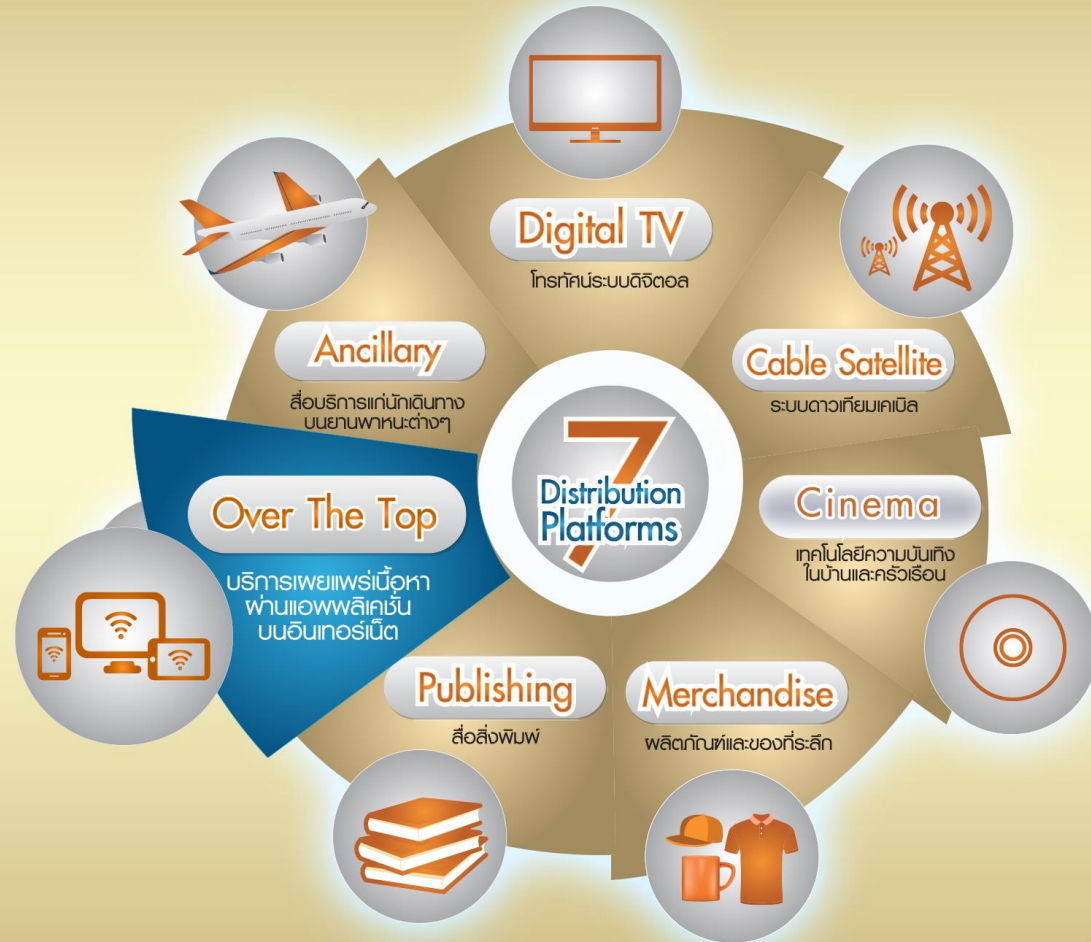 Digital TV
โทรทัศน์ระบบดิจิตอล
Cable Satellite
ระบบดาวเทียมเคเบิล
Cinema
เทคโนโลยีความบันเทิง
ในบ้านและครัวเรือน
Merchandise
ผลิตภัณฑ์และของที่ระลึก
Publishing
สื่อสิ่งพิมพ์
Over The Top
บริการเผยแพร่เนื้อหา
ผ่านแอพพลิเคชั่น
บนอินเทอร์เน็ต
Ancillary
สื่อบริการแก่นักเดินทาง
บนยานพาหนะต่างๆ
7
Distribution
Platforms